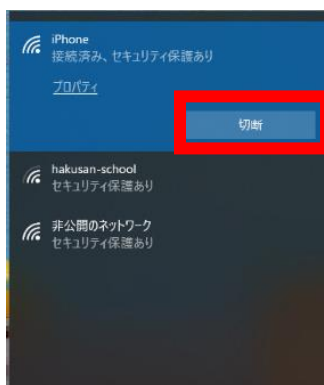 iPhone
接続済み、セキュリティ保護あり
プロパティ
切断
hakusan-school
セキュリティ保護あり
非公開のネットワーク
セキュリティ保護あり